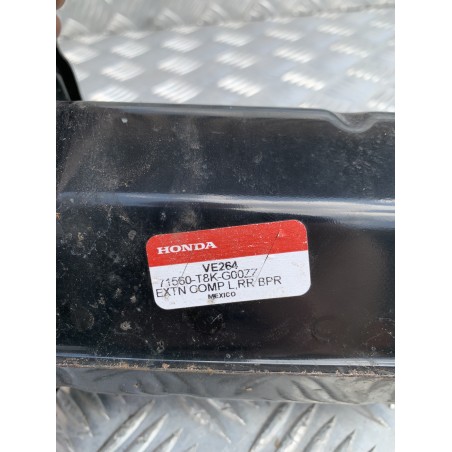 HONDA
VE264
71560-T8K-G00ZZ
EXTN COMP L,RR BPR
MEXICO